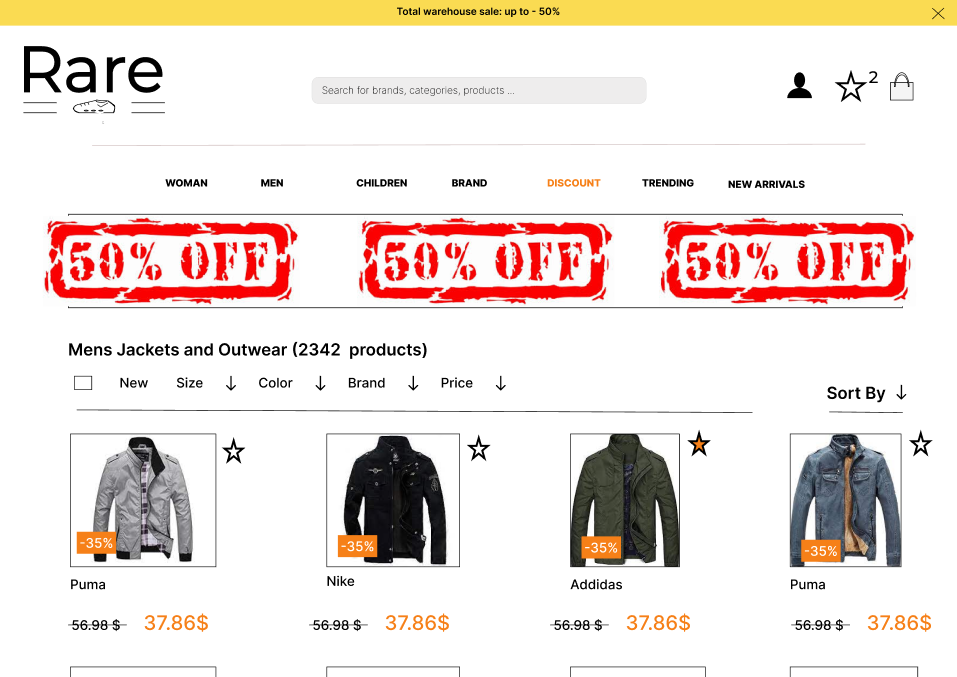 Total warehouse sale: up to - 50%
Rare
Search for brands, categories, products ...
2
WOMAN MEN CHILDREN BRAND DISCOUNT TRENDING NEW ARRIVALS
50% OFF 50% OFF 50% OFF
Mens Jackets and Outwear (2342 products)
New Size Color Brand Price
Sort By
-35% -35% -35% -35%
Puma Nike Addidas Puma
56.98 $ 37.86$ 56.98 $ 37.86$ 56.98 $ 37.86$ 56.98 $ 37.86$